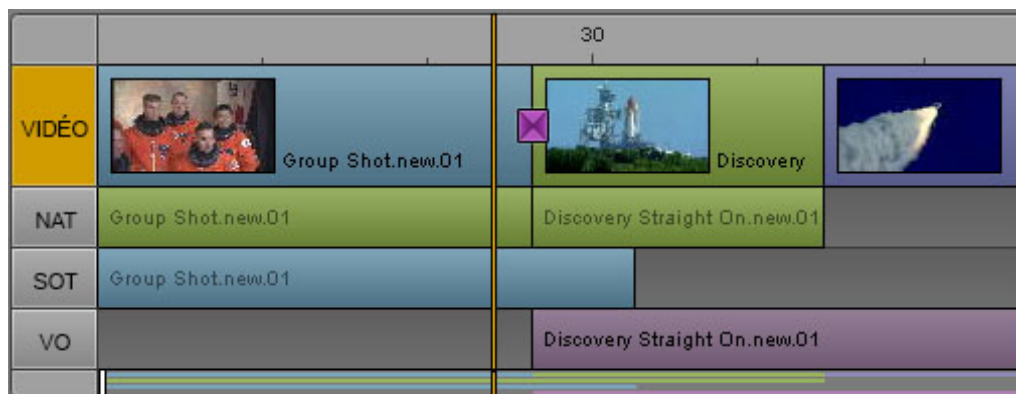 30
VIDÉO
Group Shot.new.01
Discovery
NAT
Group Shot.new.01
Discovery Straight On.new.01
SOT
Group Shot.new.01
VO
Discovery Straight On.new.01